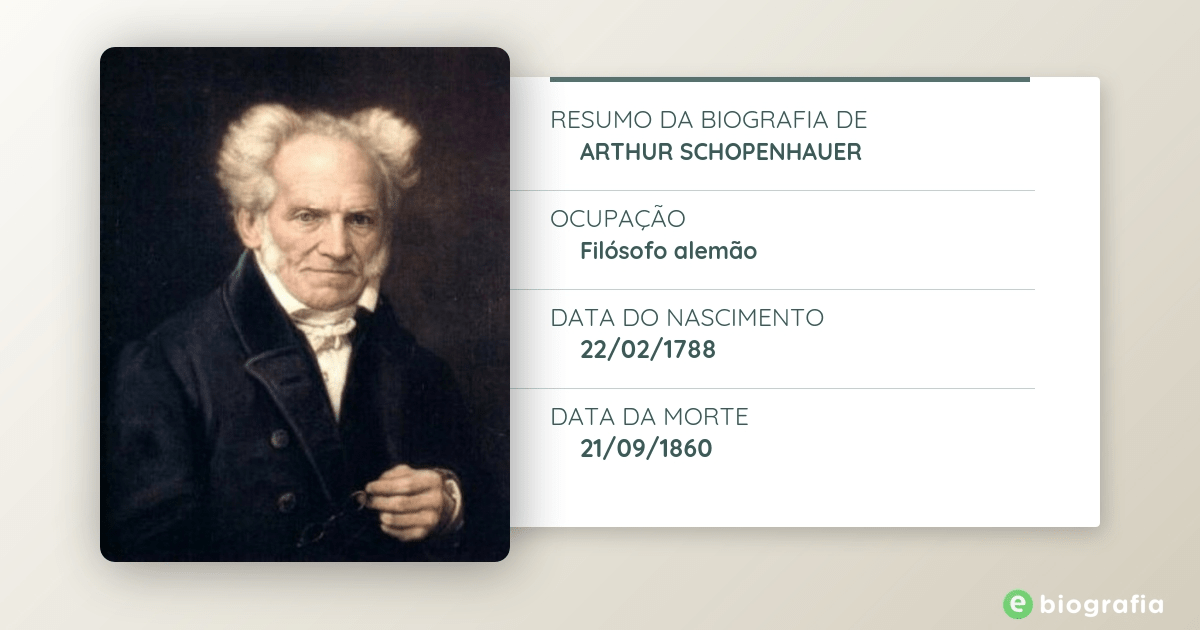 RESUMO DA BIOGRAFIA DE
ARTHUR SCHOPENHAUER
OCUPAÇÃO
Filósofo alemão
DATA DO NASCIMENTO
22/02/1788
DATA DA MORTE
21/09/1860
e biografia